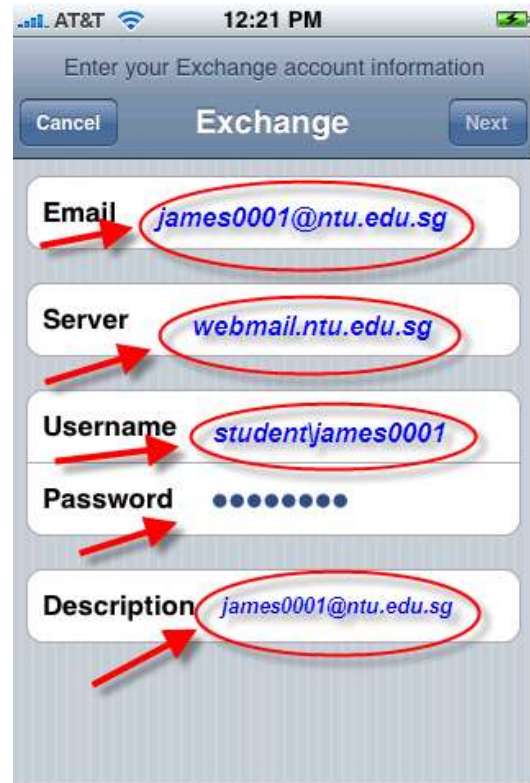 AT&T 12:21 PM
Enter your Exchange account information
Cancel Exchange Next
Email james0001@ntu.edu.sg
Server webmail.ntu.edu.sg
Username student\james0001
Password ••••••••
Description james0001@ntu.edu.sg